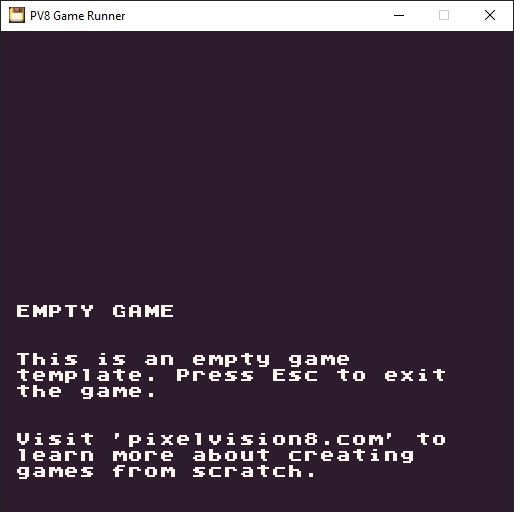 PV8 Game Runner
EMPTY GAME
This is an empty game
template. Press Esc to exit
the game.
Visit 'pixelvision8.com' to
learn more about creating
games from scratch.